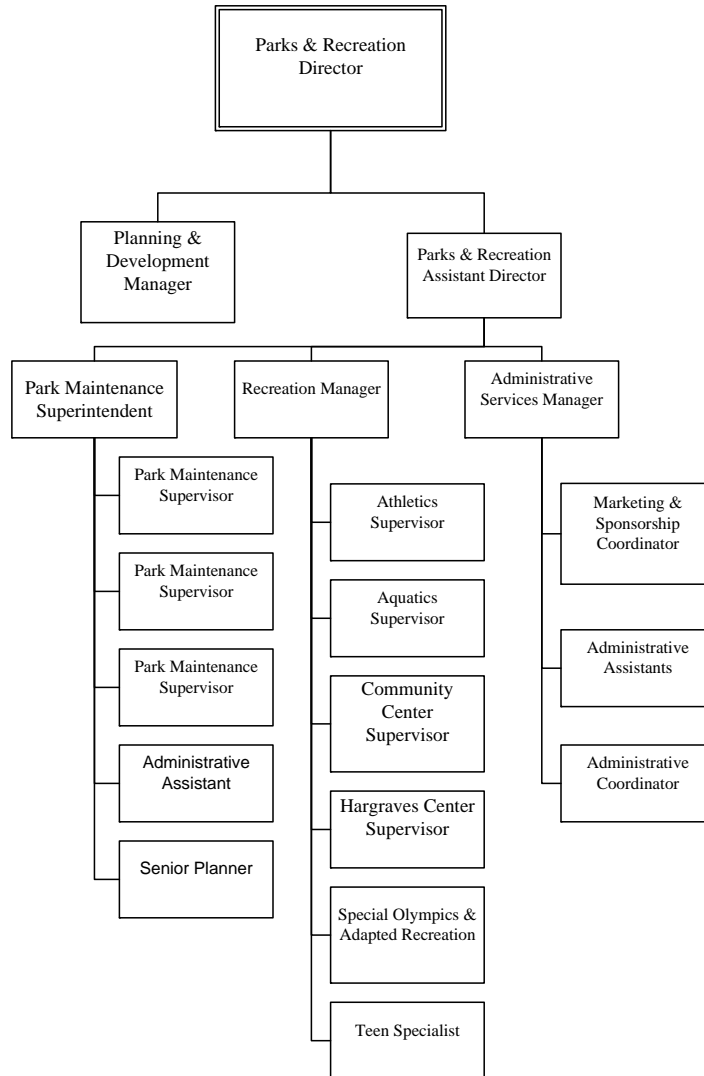 Parks & Recreation
Director
Planning &
Development
Manager
Parks & Recreation
Assistant Director
Park Maintenance
Superintendent
Recreation Manager
Administrative
Services Manager
Park Maintenance
Supervisor
Park Maintenance
Supervisor
Park Maintenance
Supervisor
Administrative
Assistant
Senior Planner
Athletics
Supervisor
Aquatics
Supervisor
Community
Center
Supervisor
Hargraves Center
Supervisor
Special Olympics &
Adapted Recreation
Teen Specialist
Marketing &
Sponsorship
Coordinator
Administrative
Assistants
Administrative
Coordinator